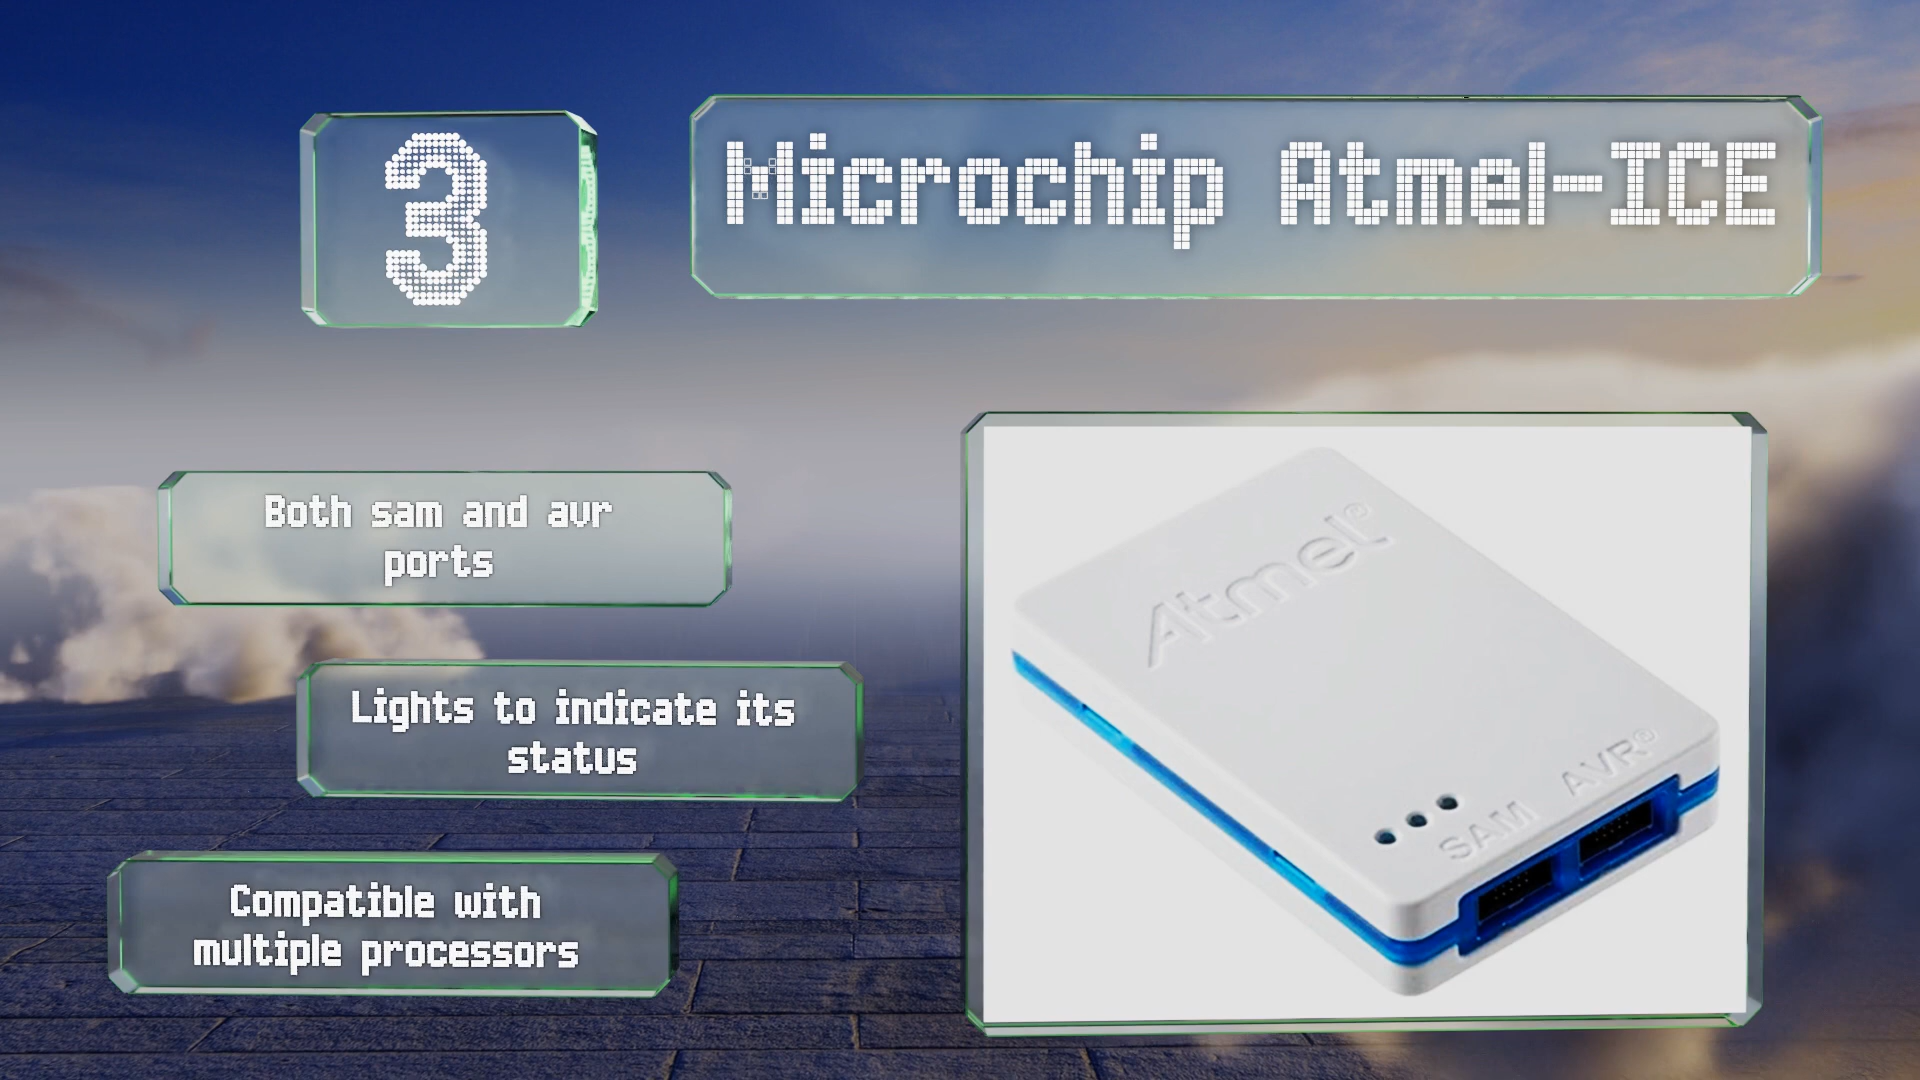 3
Microchip Atmel-ICE
Both sam and avr
ports
Lights to indicate its
status
Compatible with
multiple processors
Atmel®
SAM AVR®